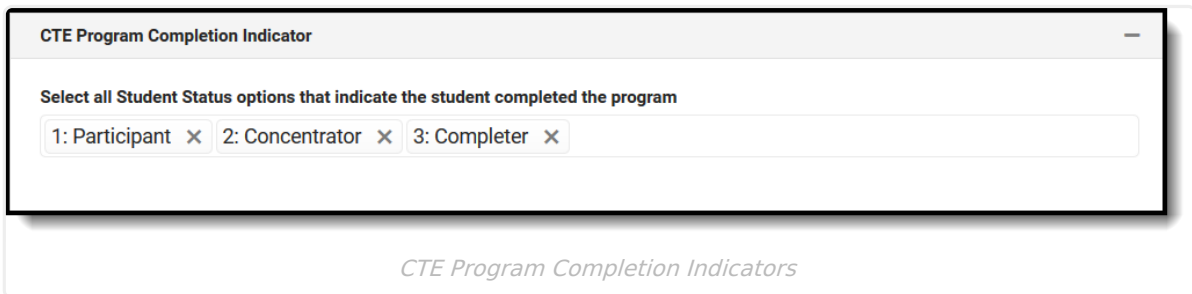 CTE Program Completion Indicator
Select all Student Status options that indicate the student completed the program
1: Participant × 2: Concentrator × 3: Completer ×
CTE Program Completion Indicators